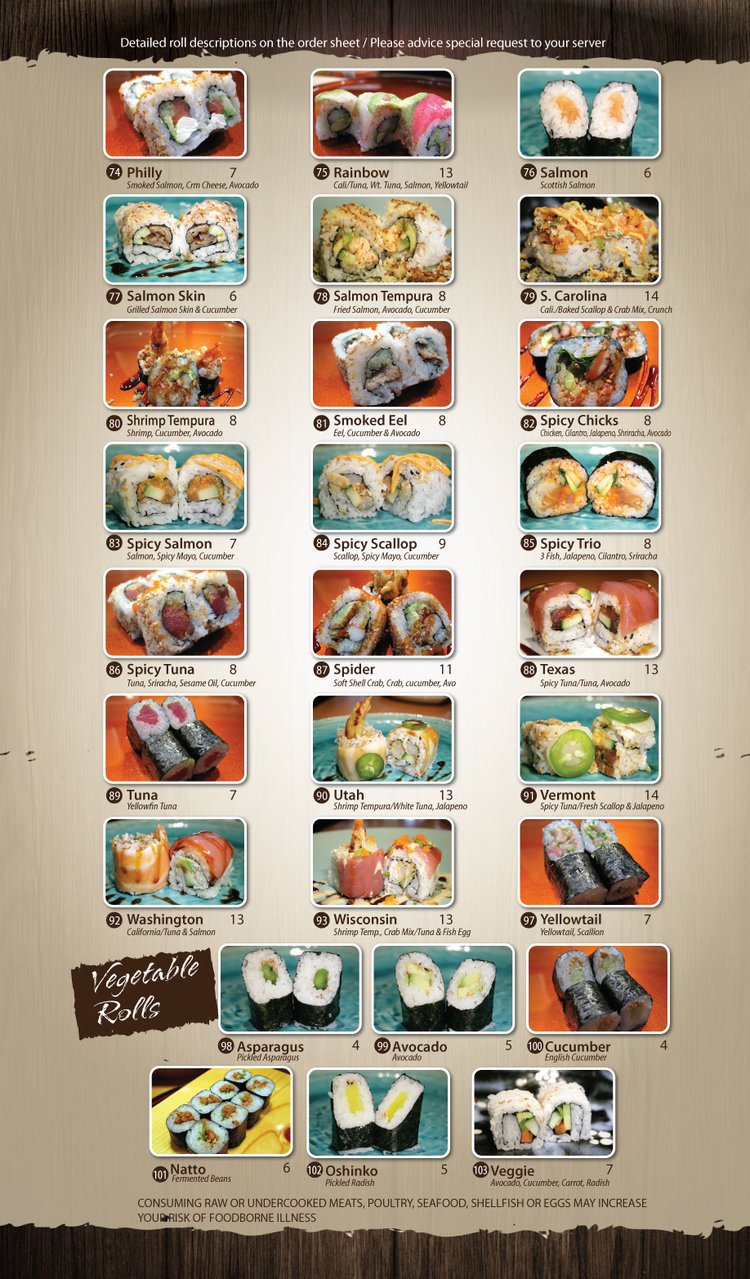 Detailed roll descriptions on the order sheet / Please advice special request to your server
74 Philly 7
Smoked Salmon, Crm Cheese, Avocado
75 Rainbow 13
Cali/Tuna, Wt. Tuna, Salmon, Yellowtail
76 Salmon 6
Scottish Salmon
77 Salmon Skin 6
Grilled Salmon Skin & Cucumber
78 Salmon Tempura 8
Fried Salmon, Avocado, Cucumber
79 S. Carolina 14
Cali./Baked Scallop & Crab Mix, Crunch
80 Shrimp Tempura 8
Shrimp, Cucumber, Avocado
81 Smoked Eel 8
Eel, Cucumber & Avocado
82 Spicy Chicks 8
Chicken, Cilantro, Jalapeno, Shriracha, Avocado
83 Spicy Salmon 7
Salmon, Spicy Mayo, Cucumber
84 Spicy Scallop 9
Scallop, Spicy Mayo, Cucumber
85 Spicy Trio 8
3 Fish, Jalapeno, Cilantro, Sriracha
86 Spicy Tuna 8
Tuna, Sriracha, Sesame Oil, Cucumber
87 Spider 11
Soft Shell Crab, Crab, cucumber, Avo
88 Texas 13
Spicy Tuna/Tuna, Avocado
89 Tuna 7
Yellowfin Tuna
90 Utah 13
Shrimp Tempura/White Tuna, Jalapeno
91 Vermont 14
Spicy Tuna/Fresh Scallop & Jalapeno
92 Washington 13
California/Tuna & Salmon
93 Wisconsin 13
Shrimp Temp., Crab Mix/Tuna & Fish Egg
97 Yellowtail 7
Yellowtail, Scallion
Vegetable
Rolls
98 Asparagus 4
Pickled Asparagus
99 Avocado 5
Avocado
100 Cucumber 4
English Cucumber
101 Natto 6
Fermented Beans
102 Oshinko 5
Pickled Radish
103 Veggie 7
Avocado, Cucumber, Carrot, Radish
CONSUMING RAW OR UNDERCOOKED MEATS, POULTRY, SEAFOOD, SHELLFISH OR EGGS MAY INCREASE
YOUR RISK OF FOODBORNE ILLNESS